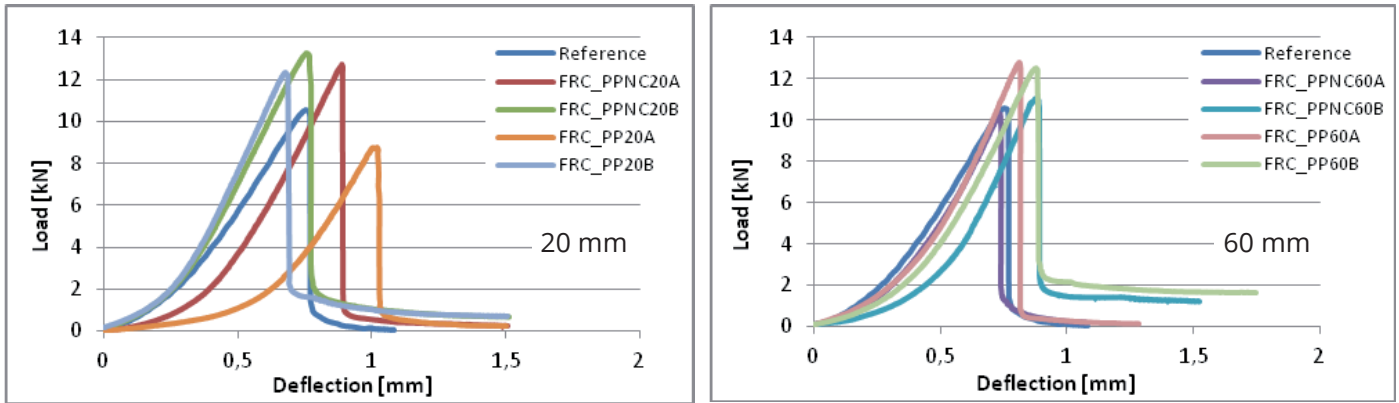 14
12
10
8
6
4
2
0
Load [kN]
Reference
FRC_PPNC20A
FRC_PPNC20B
FRC_PP20A
FRC_PP20B
20 mm
0
0,5
1
1,5
2
Deflection [mm]
14
12
10
8
6
4
2
0
Load [kN]
Reference
FRC_PPNC60A
FRC_PPNC60B
FRC_PP60A
FRC_PP60B
60 mm
0
0,5
1
1,5
2
Deflection [mm]